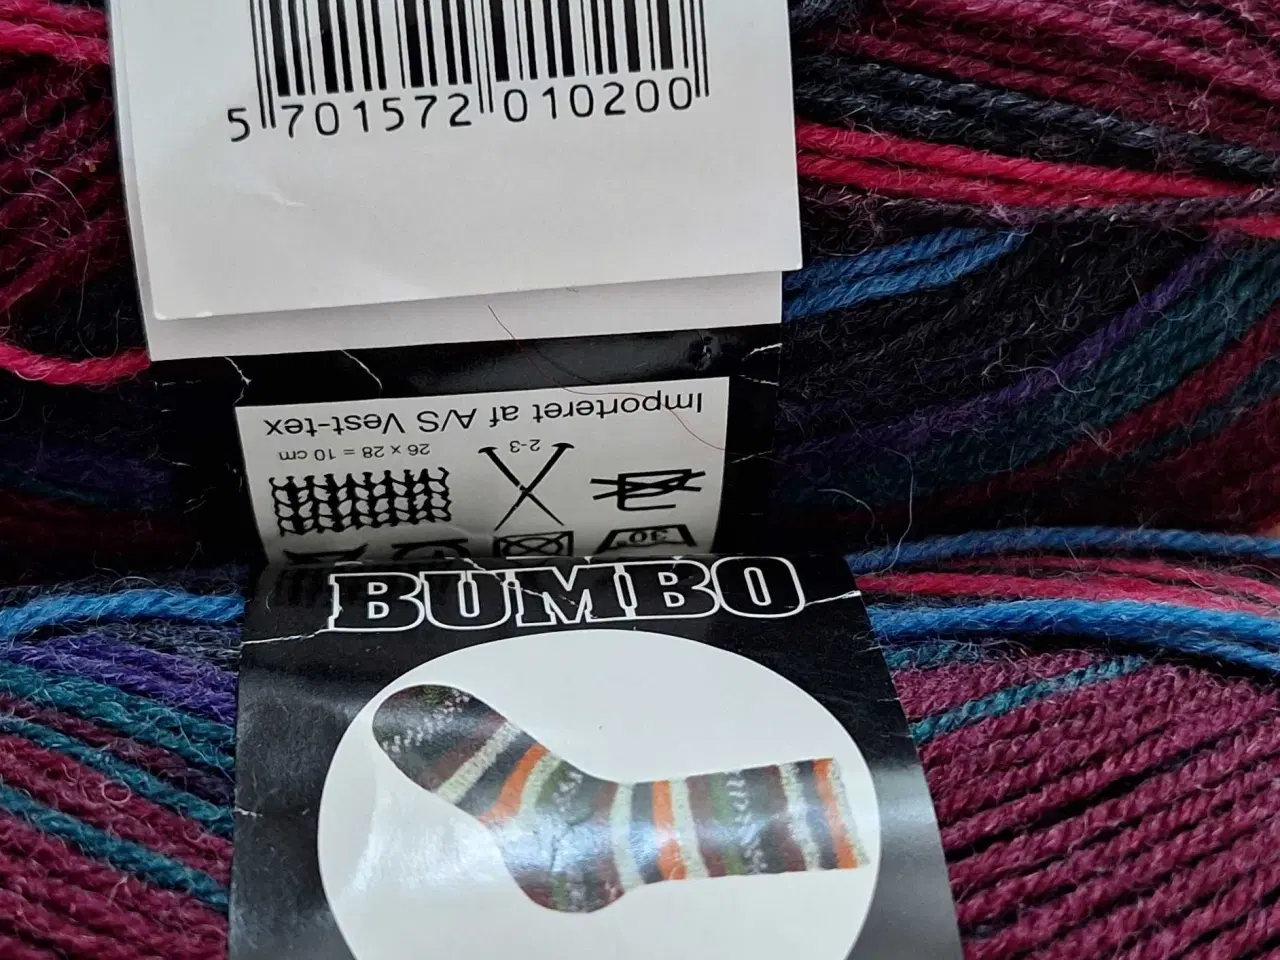 5 701572 010200
Importeret af A/S Vest-tex
26 x 28 = 10 cm
2-3
30
BUMBO